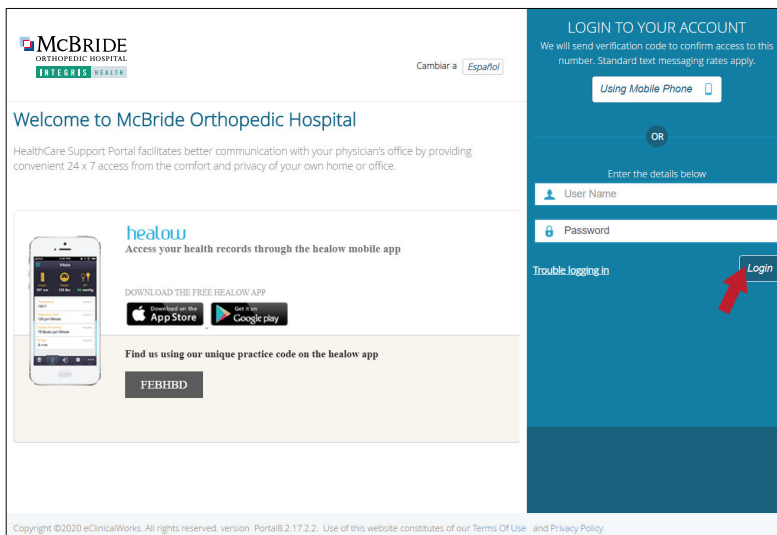 McBRIDE
ORTHOPEDIC HOSPITAL
INTEGRIS HEALTH
Cambiar a Español
Welcome to McBride Orthopedic Hospital
HealthCare Support Portal facilitates better communication with your physician's office by providing
convenient 24 x 7 access from the comfort and privacy of your own home or office.
healow
Access your health records through the healow mobile app
DOWNLOAD THE FREE HEALOW APP
Download on the
App Store
Get it on
Google play
Find us using our unique practice code on the healow app
FEBHBD
LOGIN TO YOUR ACCOUNT
We will send verification code to confirm access to this
number. Standard text messaging rates apply.
Using Mobile Phone
OR
Enter the details below
User Name
Password
Trouble logging in
Login
Copyright ©2020 eClinicalWorks. All rights reserved. version Portal8.2.17.2.2. Use of this website constitutes of our Terms Of Use and Privacy Policy.